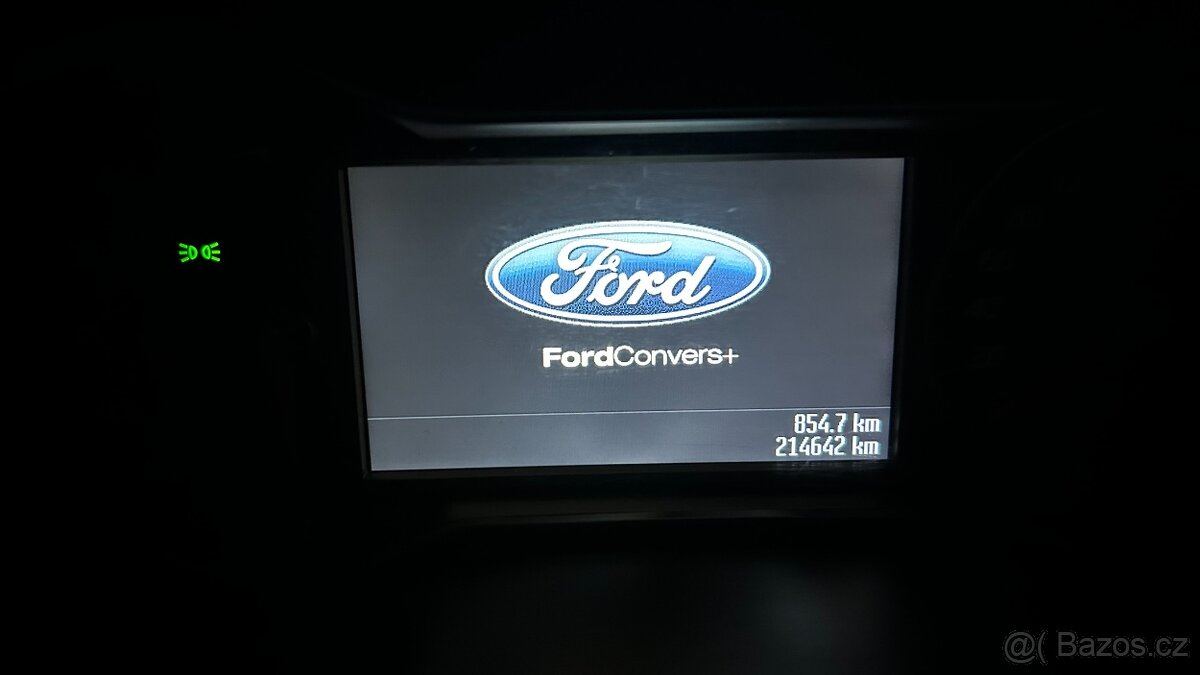 Ford
FordConvers+
854.7 km
214642 km
@( Bazos.cz